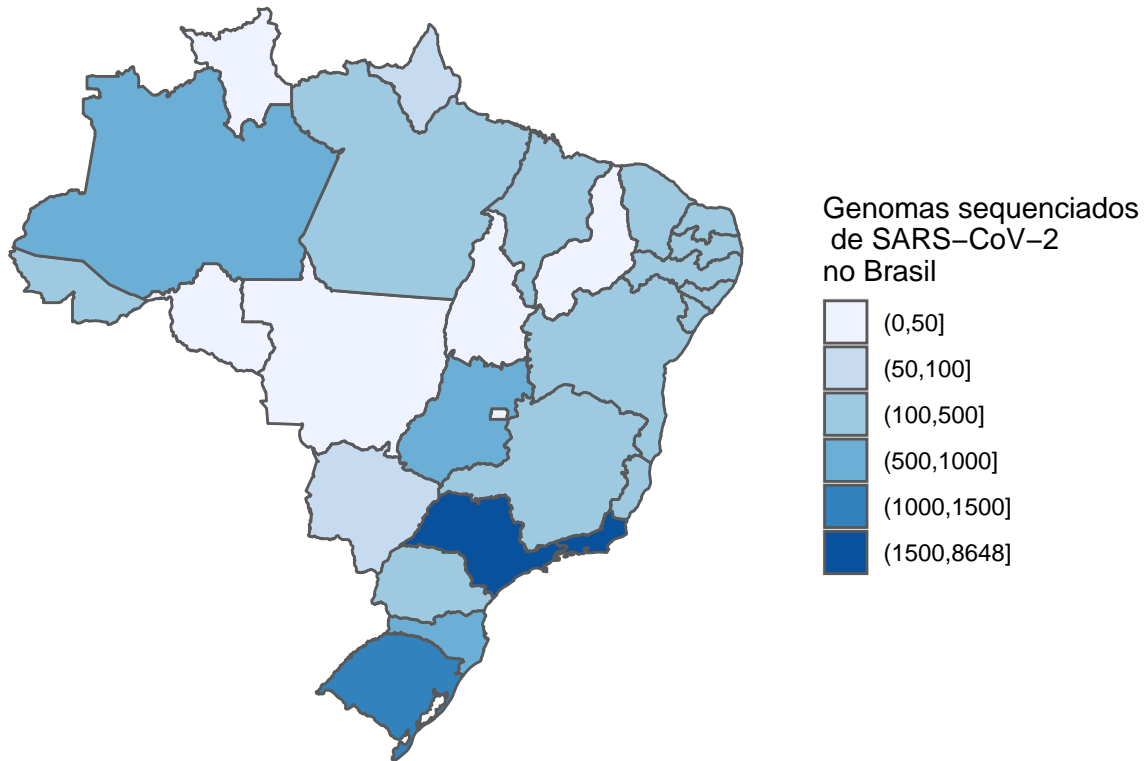 Genomas sequenciados
de SARS−CoV−2
no Brasil
(0,50]
(50,100]
(100,500]
(500,1000]
(1000,1500]
(1500,8648]